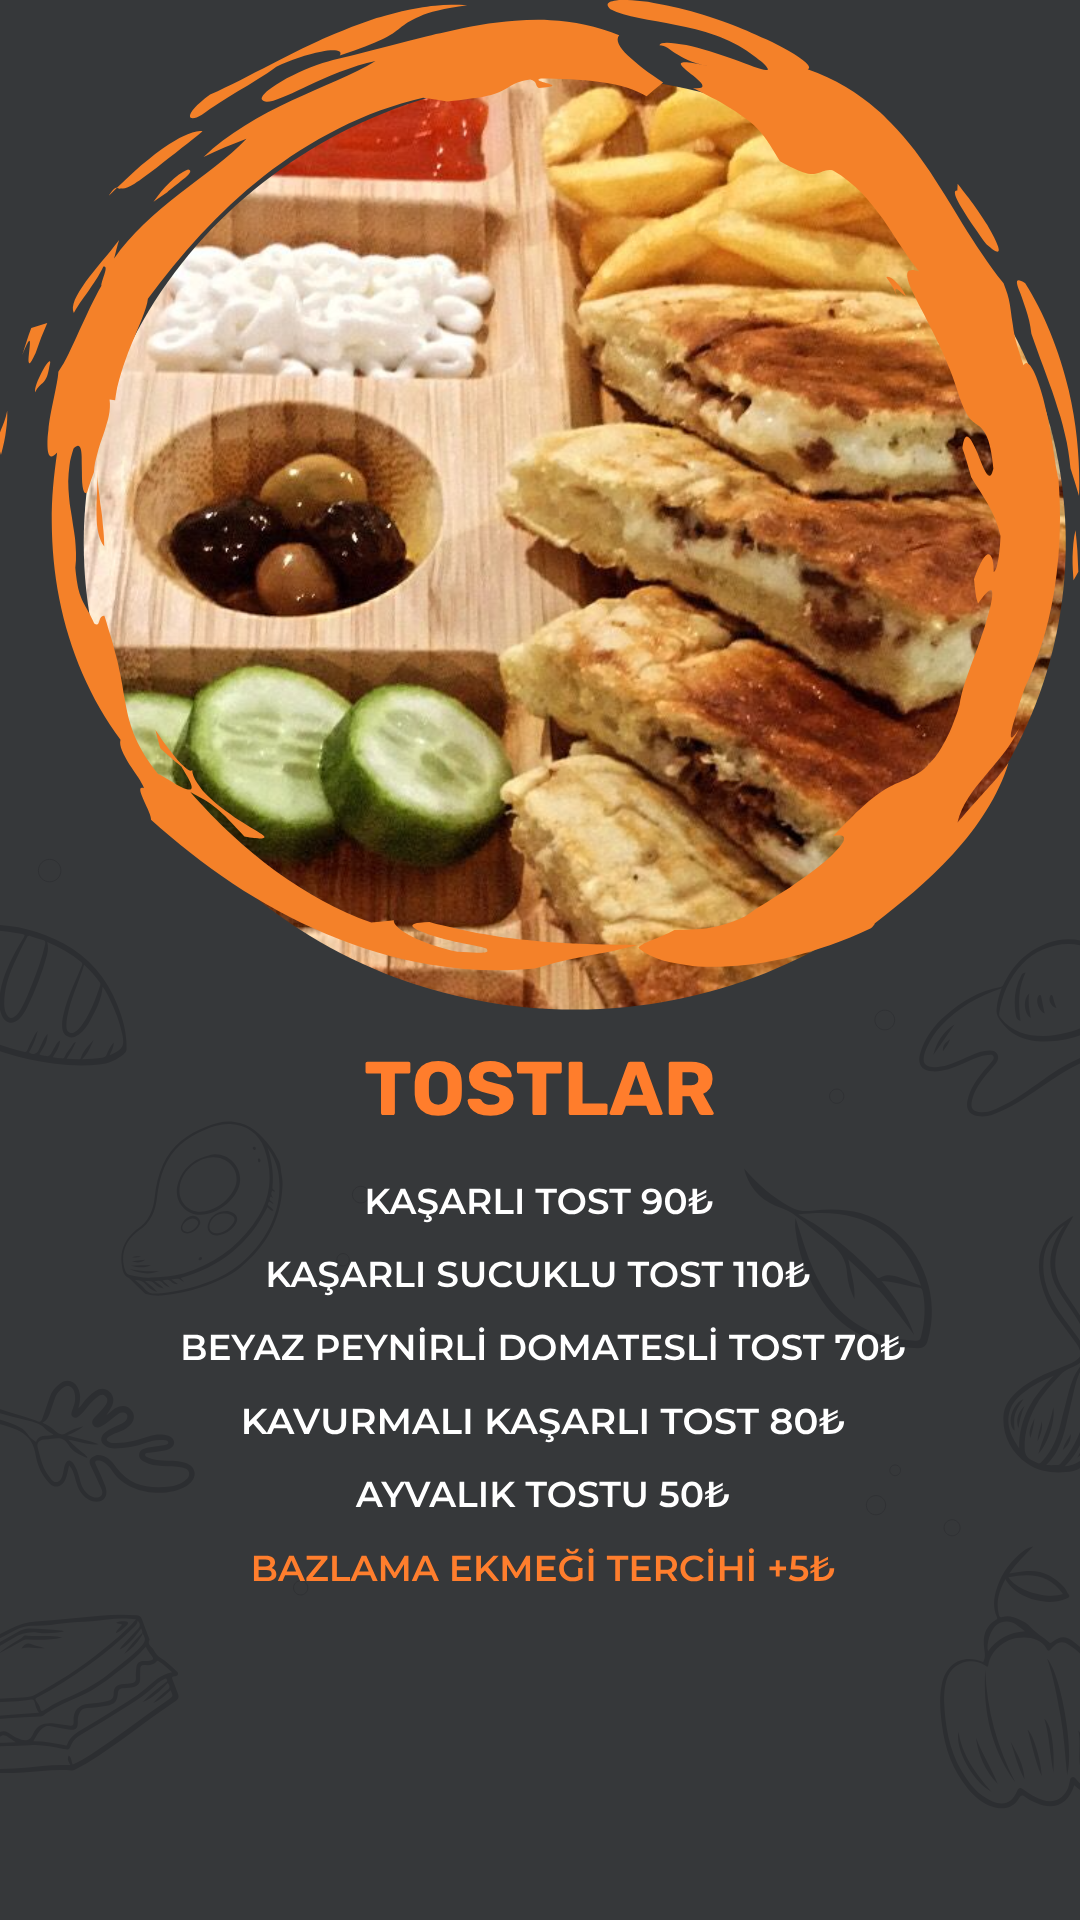 TOSTLAR
KAŞARLI TOST 90₺
KAŞARLI SUCUKLU TOST 110₺
BEYAZ PEYNİRLİ DOMATESLİ TOST 70₺
KAVURMALI KAŞARLI TOST 80₺
AYVALIK TOSTU 50₺
BAZLAMA EKMEĞİ TERCİHİ +5₺